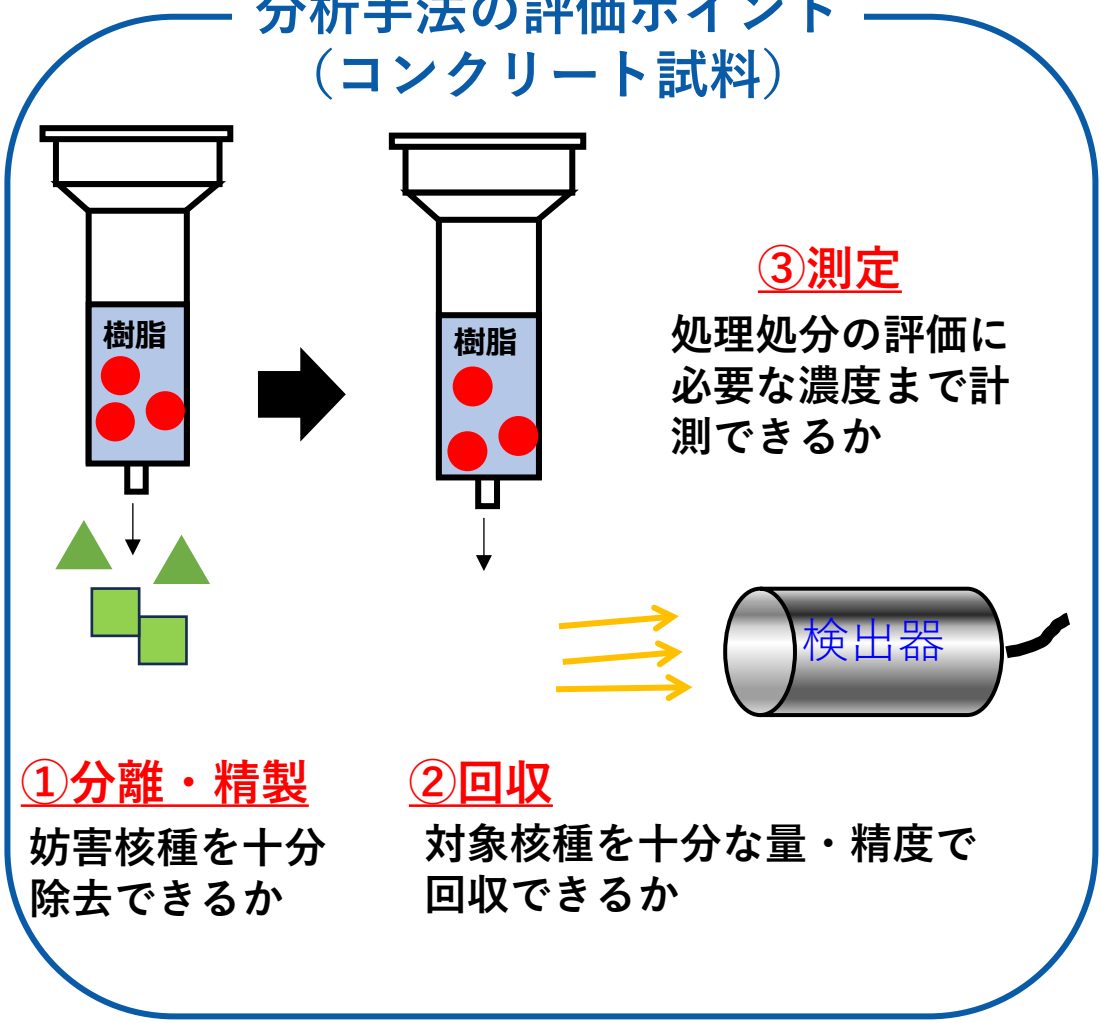 分析手法の評価ポイント
（コンクリート試料）
樹脂
樹脂
③測定
処理処分の評価に
必要な濃度まで計
測できるか
検出器
①分離・精製
妨害核種を十分
除去できるか
②回収
対象核種を十分な量・精度で
回収できるか